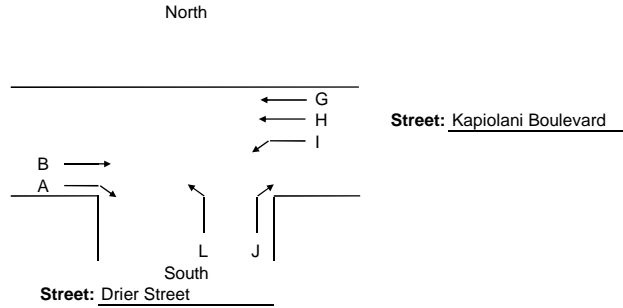 North
G
H
Street: Kapiolani Boulevard
I
B
A
L J
South
Street: Drier Street